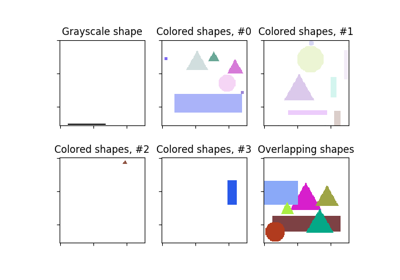 Grayscale shape
Colored shapes, #0
Colored shapes, #1
Colored shapes, #2
Colored shapes, #3
Overlapping shapes